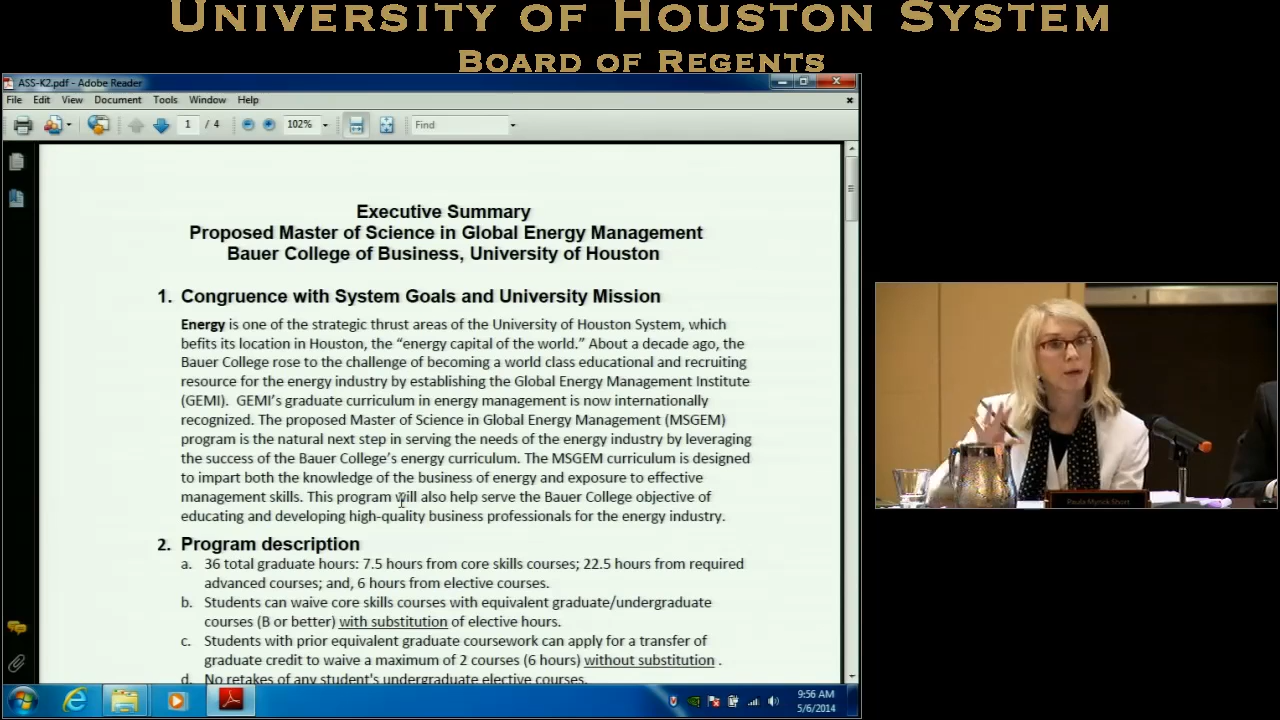 University of Houston System
Board of Regents
ASS-K2.pdf - Adobe Reader
File Edit View Document Tools Window Help
1 / 4 102% Find
Executive Summary
Proposed Master of Science in Global Energy Management
Bauer College of Business, University of Houston
1. Congruence with System Goals and University Mission
Energy is one of the strategic thrust areas of the University of Houston System, which
befits its location in Houston, the “energy capital of the world.” About a decade ago, the
Bauer College rose to the challenge of becoming a world class educational and recruiting
resource for the energy industry by establishing the Global Energy Management Institute
(GEMI). GEMI’s graduate curriculum in energy management is now internationally
recognized. The proposed Master of Science in Global Energy Management (MSGEM)
program is the natural next step in serving the needs of the energy industry by leveraging
the success of the Bauer College’s energy curriculum. The MSGEM curriculum is designed
to impart both the knowledge of the business of energy and exposure to effective
management skills. This program will also help serve the Bauer College objective of
educating and developing high-quality business professionals for the energy industry.
2. Program description
a. 36 total graduate hours: 7.5 hours from core skills courses; 22.5 hours from required
advanced courses; and, 6 hours from elective courses.
b. Students can waive core skills courses with equivalent graduate/undergraduate
courses (B or better) with substitution of elective hours.
c. Students with prior equivalent graduate coursework can apply for a transfer of
graduate credit to waive a maximum of 2 courses (6 hours) without substitution .
d. No retakes of any student's undergraduate elective courses.
9:56 AM
5/6/2014
Paula Myrick Short